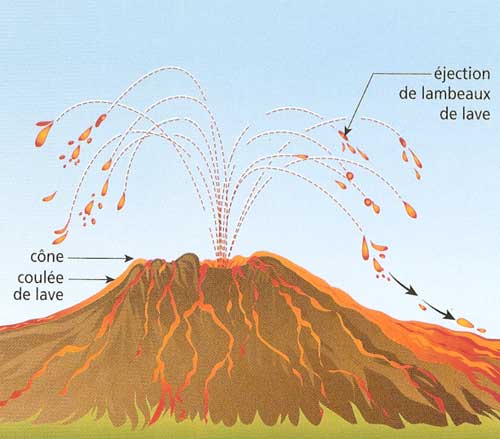 éjection
de lambeaux
de lave
cône
coulée
de lave